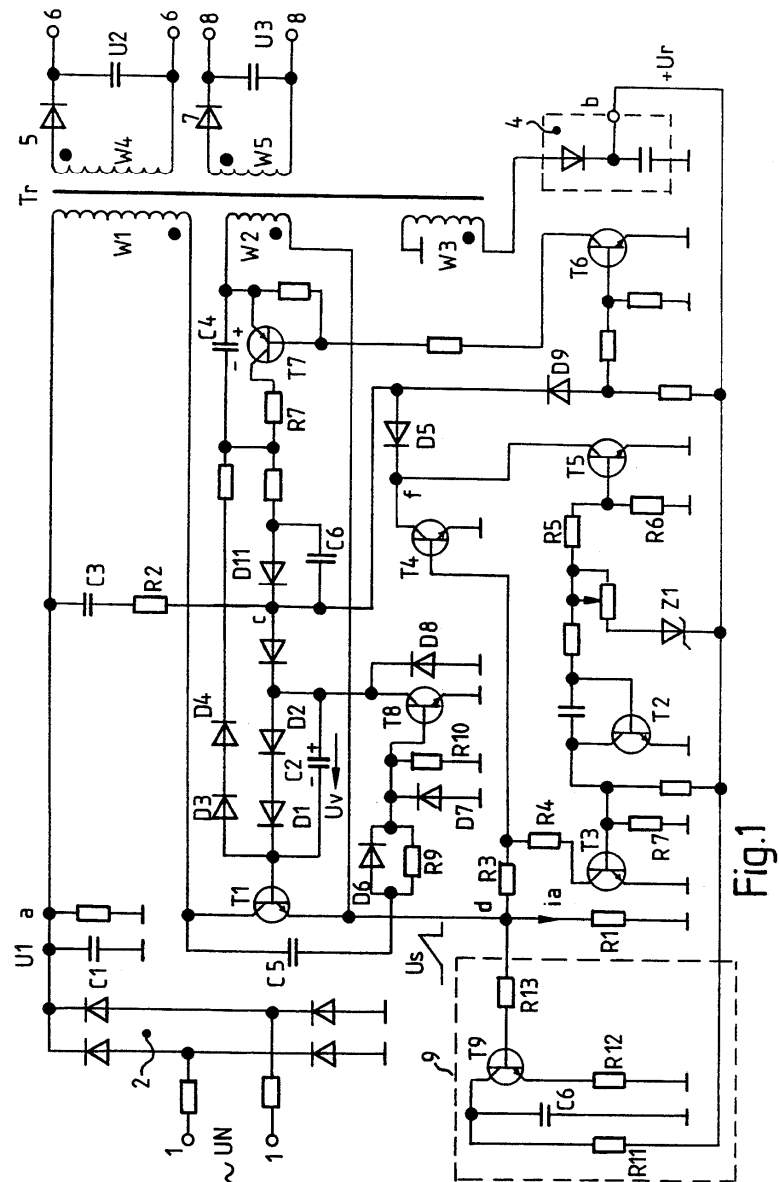 a
U1
Tr
5
6
C1
C3
W1
U2
W4
2
R2
6
1
UN
~
T1
D3
D4
C4
W2
7
8
1
C5
D1
D2
c
D11
T7
W5
U3
C2
R7
8
Uv
C6
D6
R9
T8
D8
D7
R10
Us
D5
W3
T4
f
9
T9
R13
d
R3
ia
R4
D9
4
C6
R12
R1
T3
T5
T6
b
R11
R7
T2
R5
R6
Z1
+Ur
Fig.1